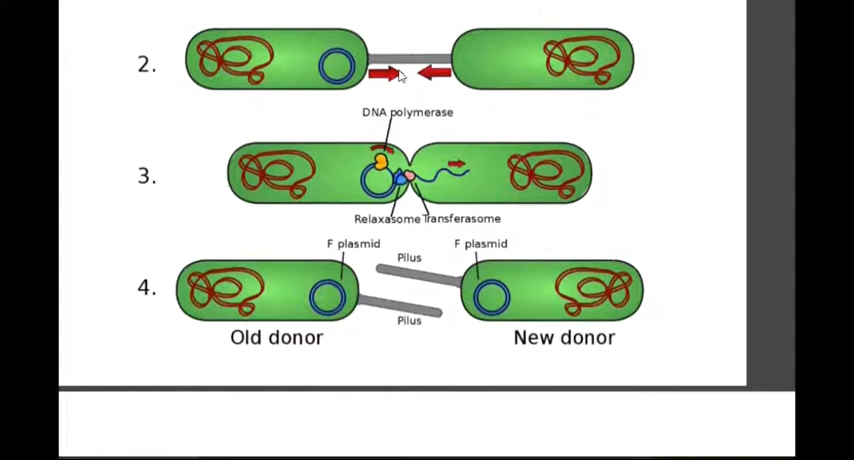 2.
DNA polymerase
3.
Relaxasome Transferasome
F plasmid Pilus F plasmid
4.
Pilus
Old donor New donor